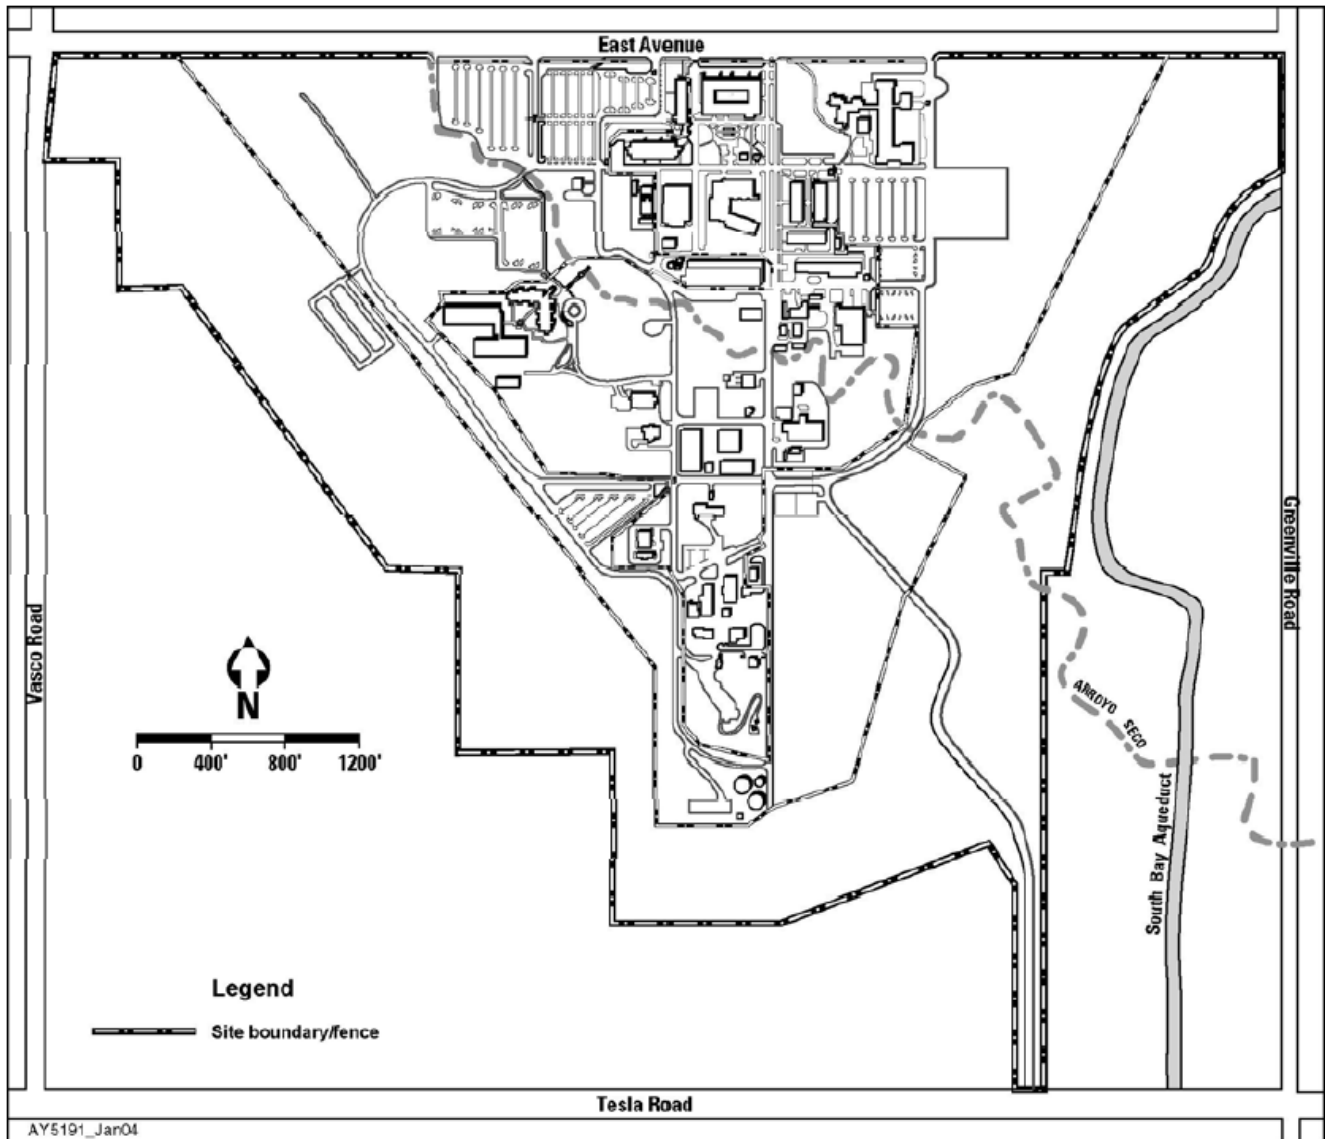 East Avenue
Greenville Road
Vasco Road
N
0 400' 800' 1200'
ARROYO SECO
South Bay Aqueduct
Legend
Site boundary/fence
Tesla Road
AY5191_Jan04